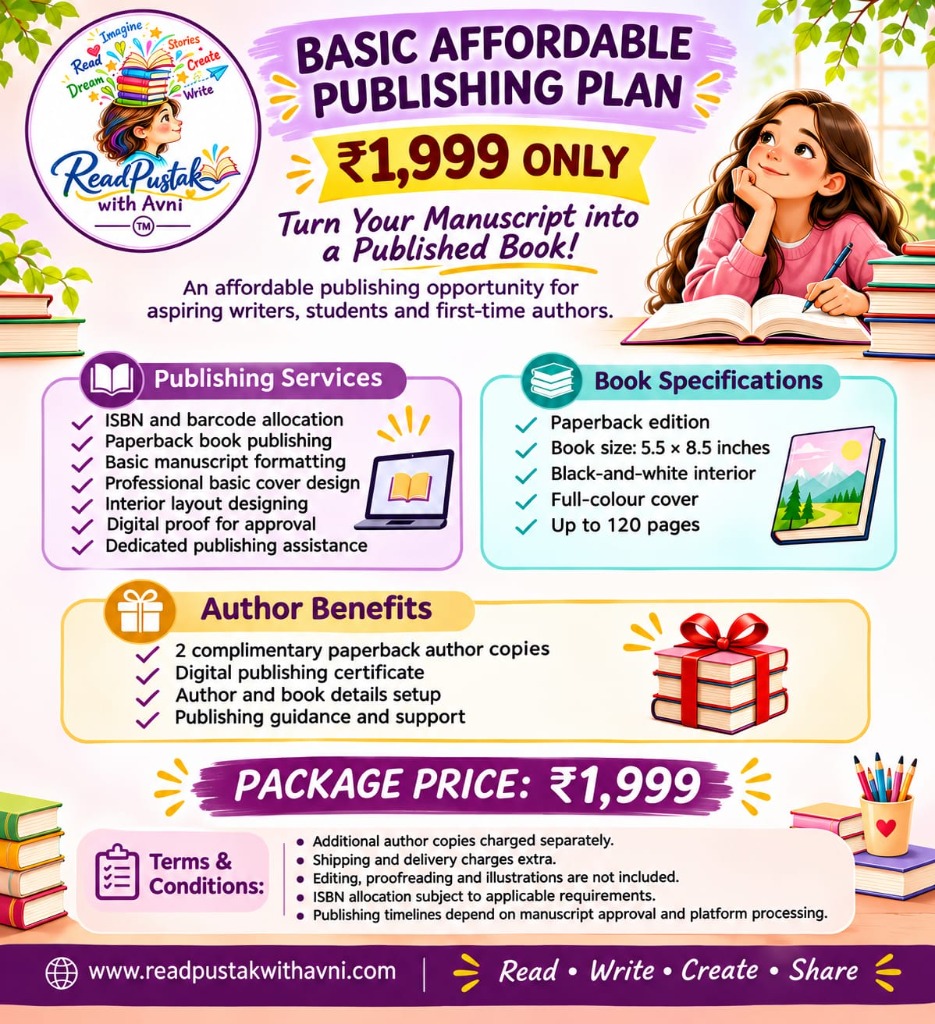 Imagine
Read
Stories
Dream
Create
Write
ReadPustak
with Avni
TM
BASIC AFFORDABLE
PUBLISHING PLAN
₹1,999 ONLY
Turn Your Manuscript into
a Published Book!
An affordable publishing opportunity for
aspiring writers, students and first-time authors.
Publishing Services
ISBN and barcode allocation
Paperback book publishing
Basic manuscript formatting
Professional basic cover design
Interior layout designing
Digital proof for approval
Dedicated publishing assistance
Book Specifications
Paperback edition
Book size: 5.5 × 8.5 inches
Black-and-white interior
Full-colour cover
Up to 120 pages
Author Benefits
2 complimentary paperback author copies
Digital publishing certificate
Author and book details setup
Publishing guidance and support
PACKAGE PRICE: ₹1,999
Terms &
Conditions:
• Additional author copies charged separately.
• Shipping and delivery charges extra.
• Editing, proofreading and illustrations are not included.
• ISBN allocation subject to applicable requirements.
• Publishing timelines depend on manuscript approval and platform processing.
www.readpustakwithavni.com
Read • Write • Create • Share